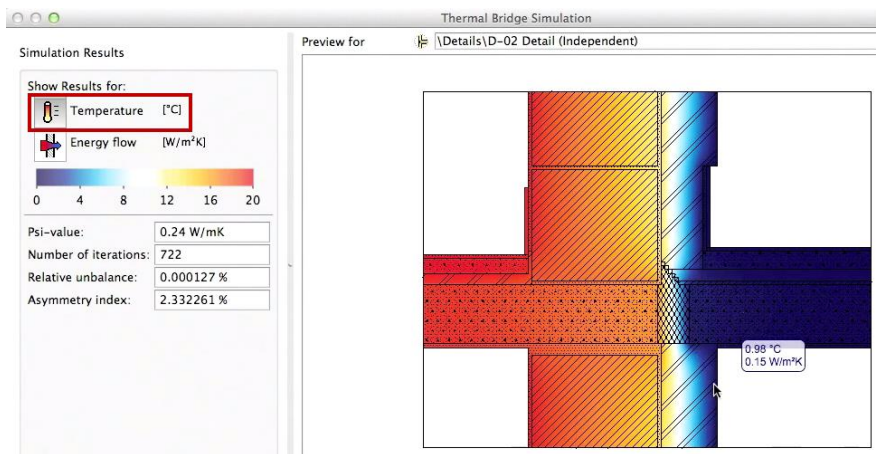 Thermal Bridge Simulation
Simulation Results
Preview for
\Details\D-02 Detail (Independent)
Show Results for:
Temperature [°C]
Energy flow [W/m²K]
0 4 8 12 16 20
Psi-value: 0.24 W/mK
Number of iterations: 722
Relative unbalance: 0.000127 %
Asymmetry index: 2.332261 %
0.98 °C
0.15 W/m²K